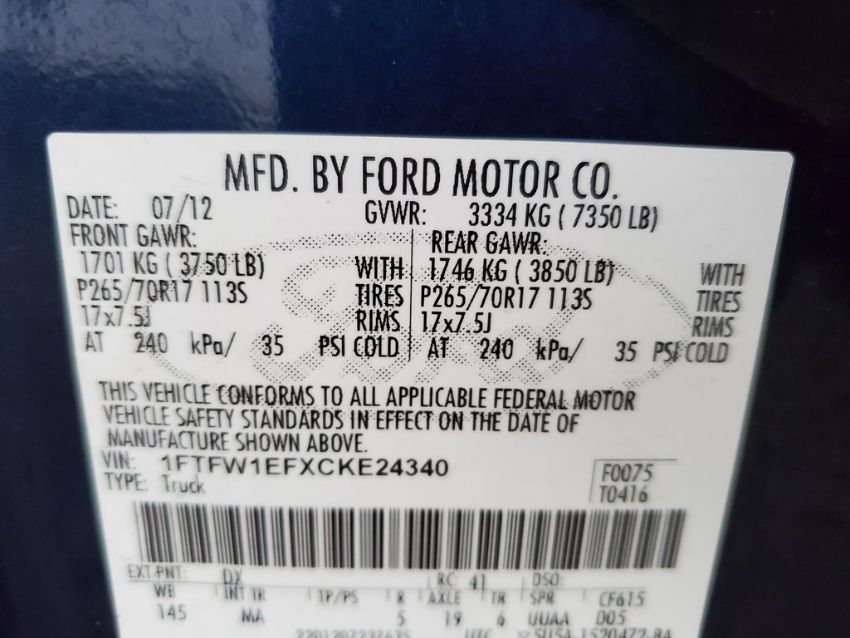 MFD. BY FORD MOTOR CO.
DATE: 07/12 GVWR: 3334 KG ( 7350 LB)
FRONT GAWR: REAR GAWR:
1701 KG ( 3750 LB) WITH 1746 KG ( 3850 LB) WITH
P265/70R17 113S TIRES P265/70R17 113S TIRES
17x7.5J RIMS 17x7.5J RIMS
AT 240 kPa/ 35 PSI COLD AT 240 kPa/ 35 PSI COLD
THIS VEHICLE CONFORMS TO ALL APPLICABLE FEDERAL MOTOR
VEHICLE SAFETY STANDARDS IN EFFECT ON THE DATE OF
MANUFACTURE SHOWN ABOVE.
VIN: 1FTFW1EFXCKE24340 F0075
TYPE: Truck T0416
EXT PNT: DX RC: 41 DSO:
WB INT TR TP/PS R AXLE TR SPR CF615
145 MA 5 19 6 UUAA D05
UTC